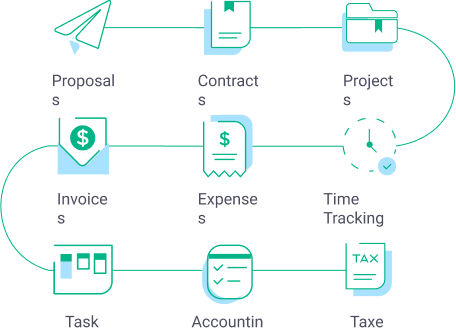 Proposal
s
Contract
s
Project
s
$
Invoice
s
$
Expense
s
Time
Tracking
TAX
Task
Accountin
Taxe